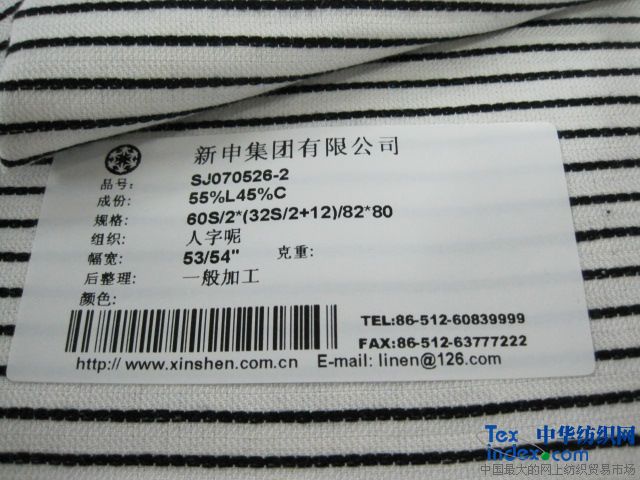 新申集团有限公司
品号: SJ070526-2
成份: 55%L45%C
规格: 60S/2*(32S/2+12)/82*80
组织: 人字呢
幅宽: 53/54" 克重:
后整理: 一般加工
颜色:
TEL:86-512-60839999
FAX:86-512-63777222
http://www.xinshen.com.cn E-mail: linen@126.com
Tex 中华纺织网
index.com
中国最大的网上纺织贸易市场